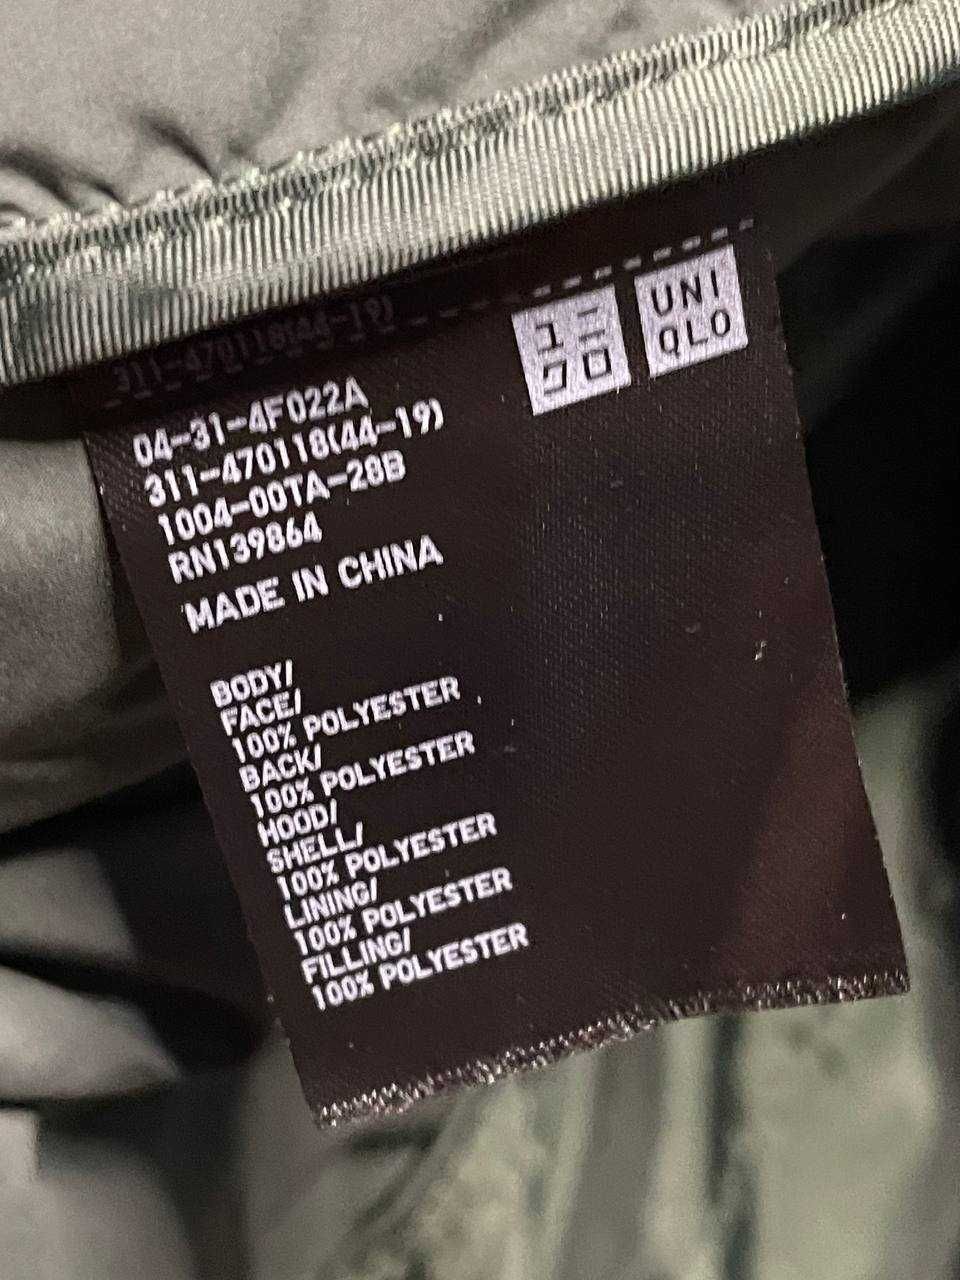 311-470118(44-19)
ユニ
クロ
UNI
QLO
04-31-4F022A
311-470118(44-19)
1004-00TA-28B
RN139864
MADE IN CHINA
BODY/
FACE/
100% POLYESTER
BACK/
100% POLYESTER
HOOD/
SHELL/
100% POLYESTER
LINING/
100% POLYESTER
FILLING/
100% POLYESTER